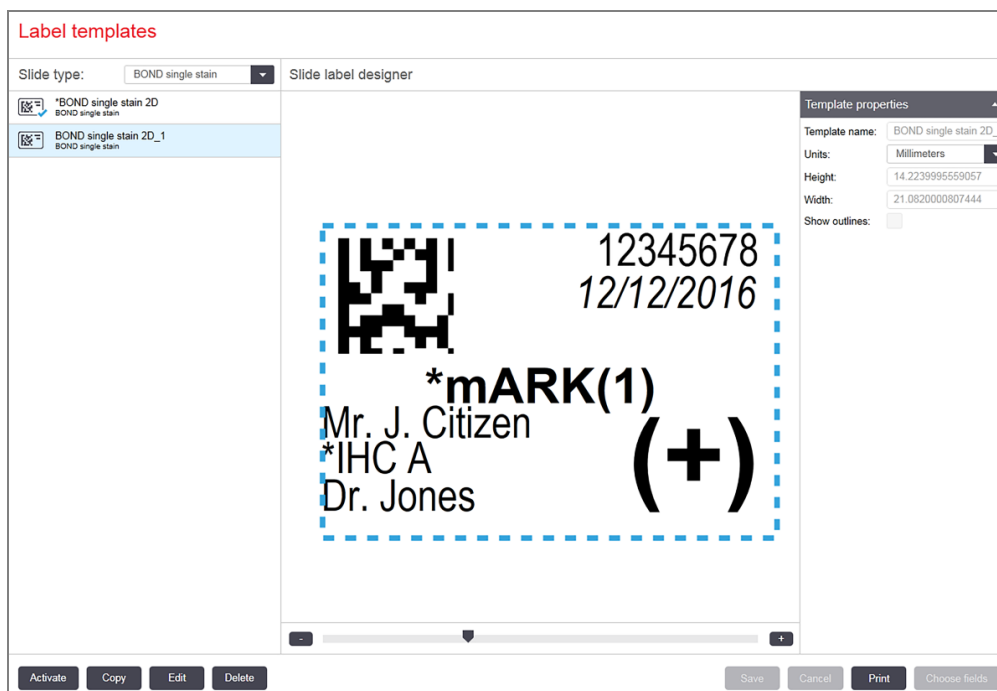 Label templates
Slide type: BOND single stain
Slide label designer
*BOND single stain 2D
BOND single stain
BOND single stain 2D_1
BOND single stain
Template properties
Template name: BOND single stain 2D_
Units: Millimeters
Height: 14.2239995559057
Width: 21.0820000807444
Show outlines:
12345678
12/12/2016
*mARK(1)
Mr. J. Citizen
*IHC A
Dr. Jones
(+)
- +
Activate Copy Edit Delete Save Cancel Print Choose fields